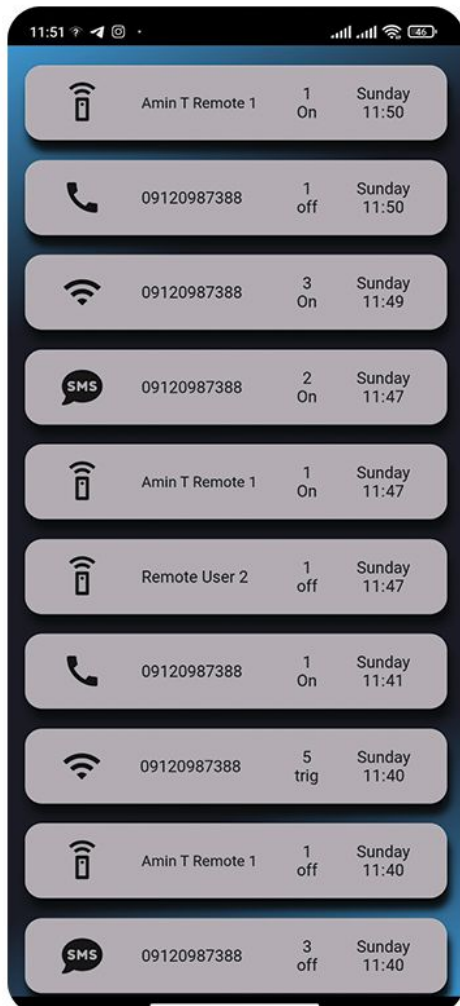 11:51
46
Amin T Remote 1
1
On
Sunday
11:50
09120987388
1
off
Sunday
11:50
09120987388
3
On
Sunday
11:49
SMS
09120987388
2
On
Sunday
11:47
Amin T Remote 1
1
On
Sunday
11:47
Remote User 2
1
off
Sunday
11:47
09120987388
1
On
Sunday
11:41
09120987388
5
trig
Sunday
11:40
Amin T Remote 1
1
off
Sunday
11:40
SMS
09120987388
3
off
Sunday
11:40